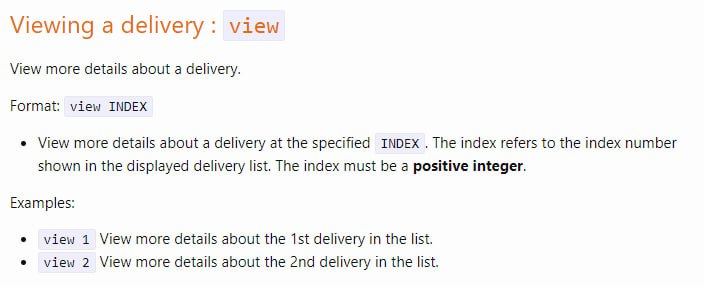 Viewing a delivery : view
View more details about a delivery.
Format: view INDEX
• View more details about a delivery at the specified INDEX. The index refers to the index number
shown in the displayed delivery list. The index must be a positive integer.
Examples:
• view 1 View more details about the 1st delivery in the list.
• view 2 View more details about the 2nd delivery in the list.